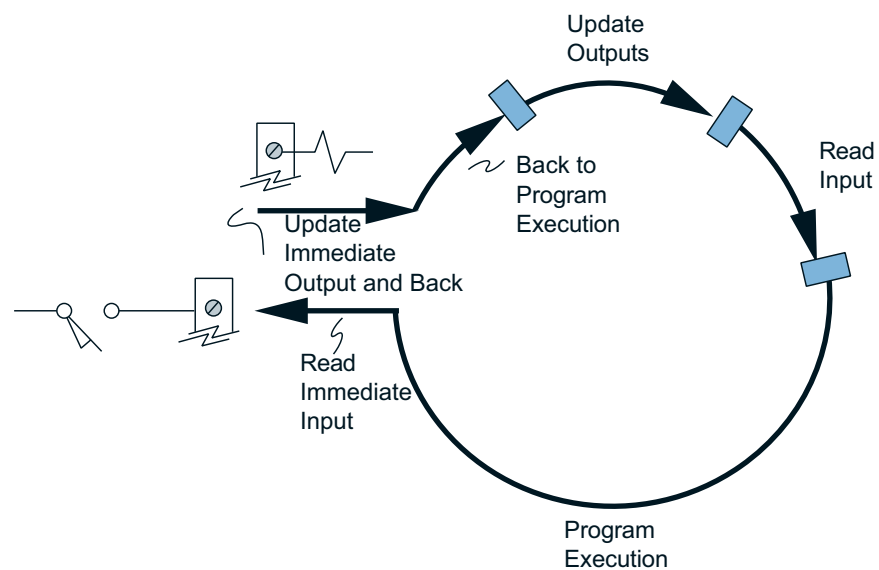 Update
Outputs
Read
Input
Back to
Program
Execution
Update
Immediate
Output and Back
Read
Immediate
Input
Program
Execution